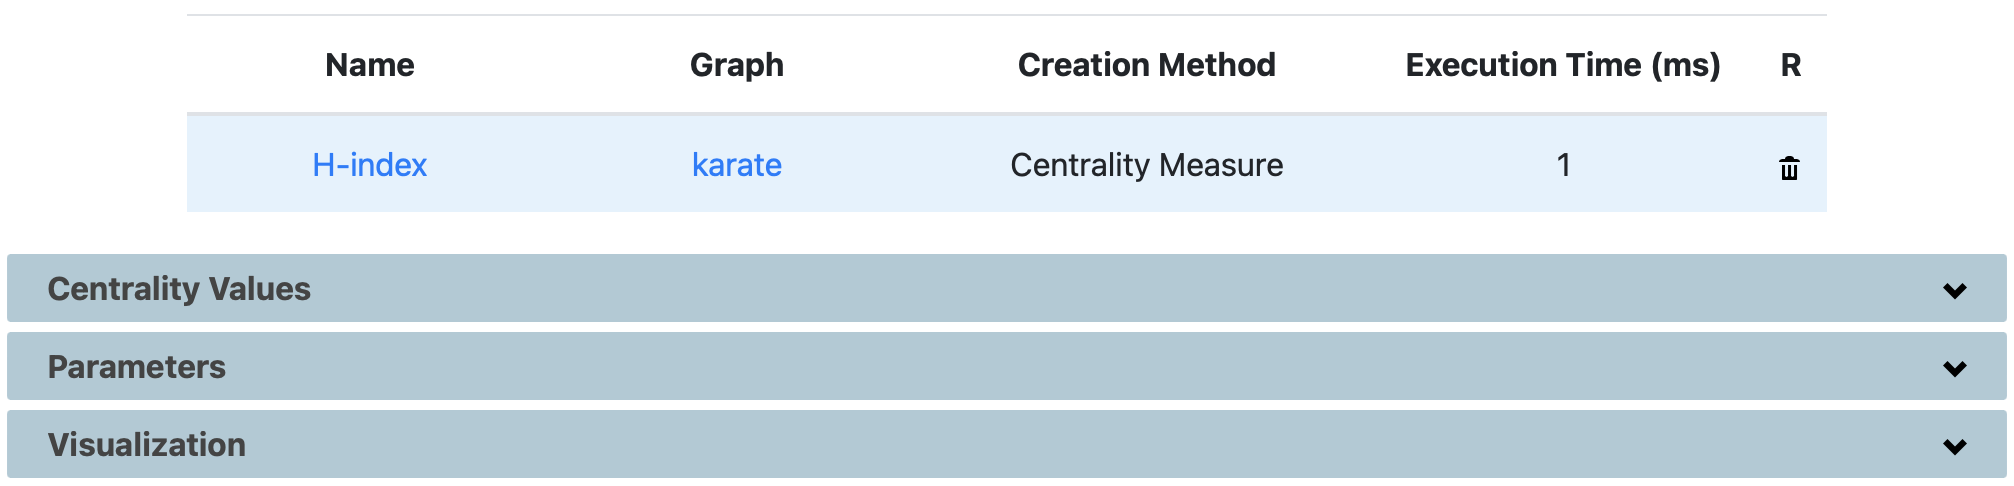 Name Graph Creation Method Execution Time (ms) R
H-index karate Centrality Measure 1
Centrality Values
Parameters
Visualization